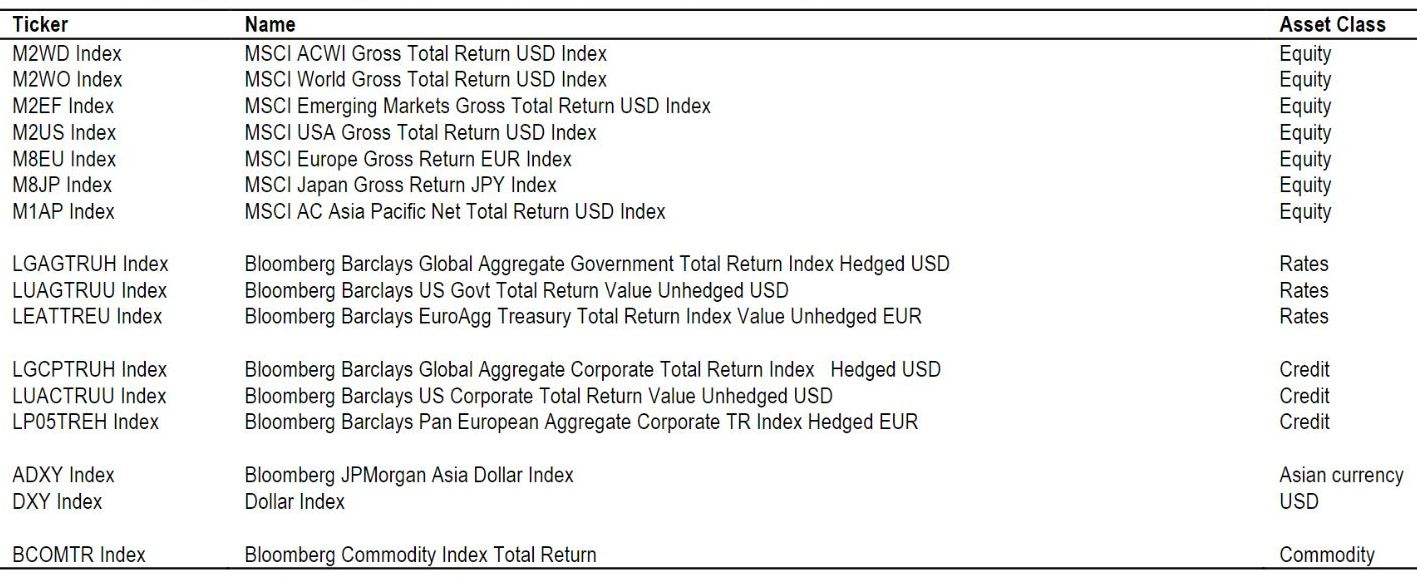 Ticker Name Asset Class
M2WD Index MSCI ACWI Gross Total Return USD Index Equity
M2WO Index MSCI World Gross Total Return USD Index Equity
M2EF Index MSCI Emerging Markets Gross Total Return USD Index Equity
M2US Index MSCI USA Gross Total Return USD Index Equity
M8EU Index MSCI Europe Gross Return EUR Index Equity
M8JP Index MSCI Japan Gross Return JPY Index Equity
M1AP Index MSCI AC Asia Pacific Net Total Return USD Index Equity
LGAGTRUH Index Bloomberg Barclays Global Aggregate Government Total Return Index Hedged USD Rates
LUAGTRUU Index Bloomberg Barclays US Govt Total Return Value Unhedged USD Rates
LEATTREU Index Bloomberg Barclays EuroAgg Treasury Total Return Index Value Unhedged EUR Rates
LGCPTRUH Index Bloomberg Barclays Global Aggregate Corporate Total Return Index Hedged USD Credit
LUACTRUU Index Bloomberg Barclays US Corporate Total Return Value Unhedged USD Credit
LP05TREH Index Bloomberg Barclays Pan European Aggregate Corporate TR Index Hedged EUR Credit
ADXY Index Bloomberg JPMorgan Asia Dollar Index Asian currency
DXY Index Dollar Index USD
BCOMTR Index Bloomberg Commodity Index Total Return Commodity